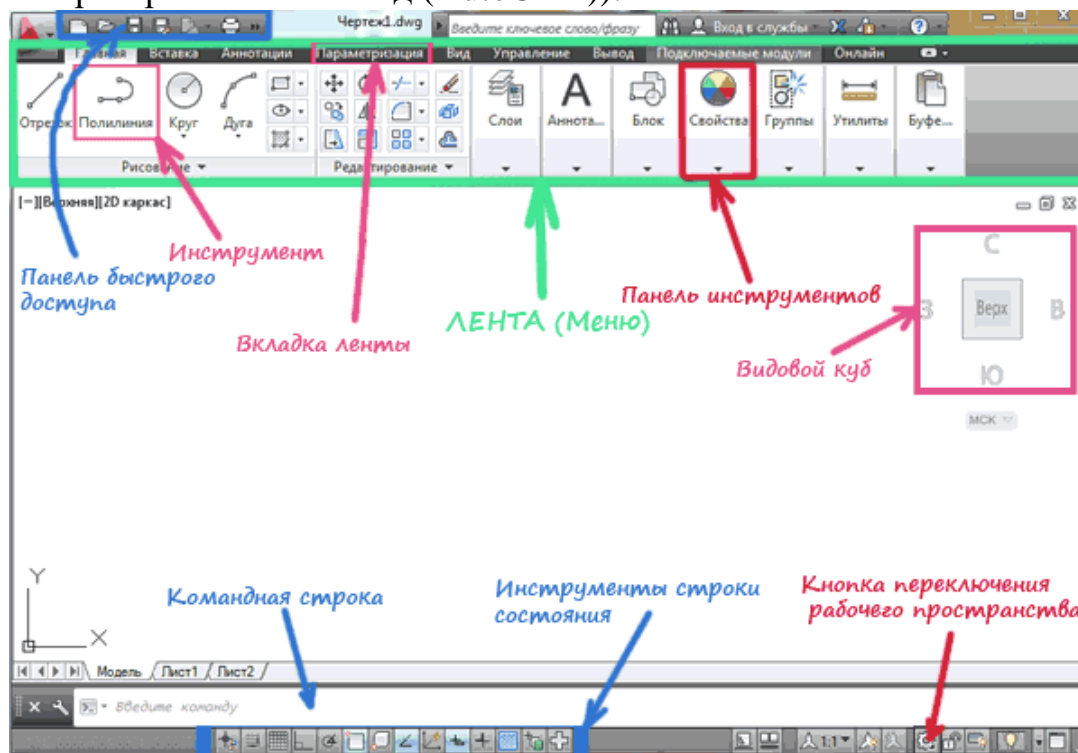 Чертеж1.dwg
Введите ключевое слово/фразу
Вход в службы
Главная Вставка Аннотации Параметризация Вид Управление Вывод Подключаемые модули Онлайн
Отрезок Полилиния Круг Дуга
Слои Аннота... Блок Свойства Группы Утилиты Буфе...
Рисование Редактирование
[−][Верхняя][2D каркас]
Инструмент
Панель быстрого
доступа
Вкладка ленты
ЛЕНТА (Меню)
Панель инструментов
Видовой куб
С
З Верх В
Ю
МСК
Командная строка
Инструменты строки
состояния
Кнопка переключения
рабочего пространства
Y
X
Модель Лист1 Лист2
Введите команду
1:1